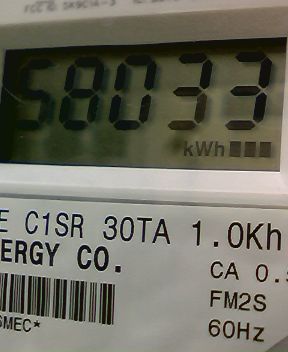 58033
kWh
E C1SR 30TA 1.0Kh
ERGY CO.
CA 0.5
FM2S
60Hz
SMEC*